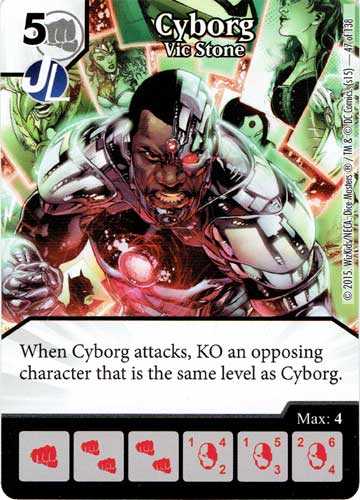 5
JL
Cyborg
Vic Stone
© 2015. WizKids/NECA-Dice Masters ® / TM & © DC Comics (s15) — 47 of 138
When Cyborg attacks, KO an opposing
character that is the same level as Cyborg.
Max: 4
1 4 2
1 5 3
2 6 4